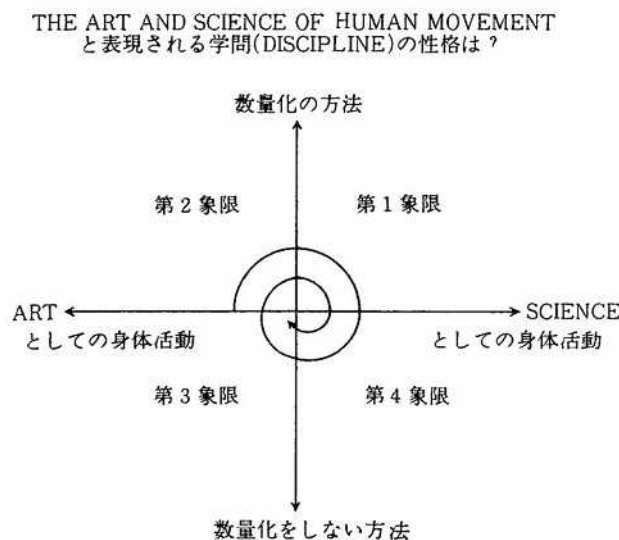 THE ART AND SCIENCE OF HUMAN MOVEMENT
と表現される学問(DISCIPLINE)の性格は?
数量化の方法
第2象限
第1象限
ART
SCIENCE
としての身体活動
としての身体活動
第3象限
第4象限
数量化をしない方法